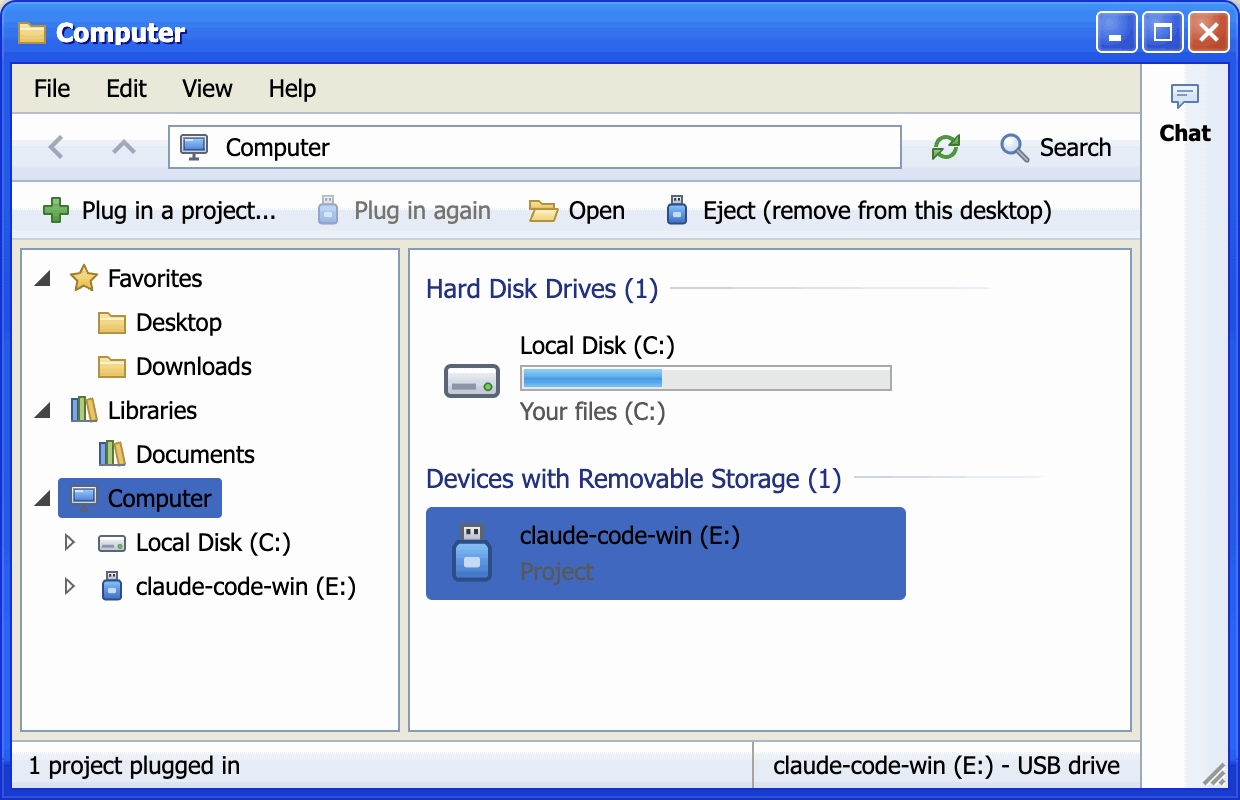 Computer
File Edit View Help
Chat
Computer
Search
Plug in a project... Plug in again Open Eject (remove from this desktop)
Favorites
Desktop
Downloads
Libraries
Documents
Computer
Local Disk (C:)
claude-code-win (E:)
Hard Disk Drives (1)
Local Disk (C:)
Your files (C:)
Devices with Removable Storage (1)
claude-code-win (E:)
Project
1 project plugged in
claude-code-win (E:) - USB drive